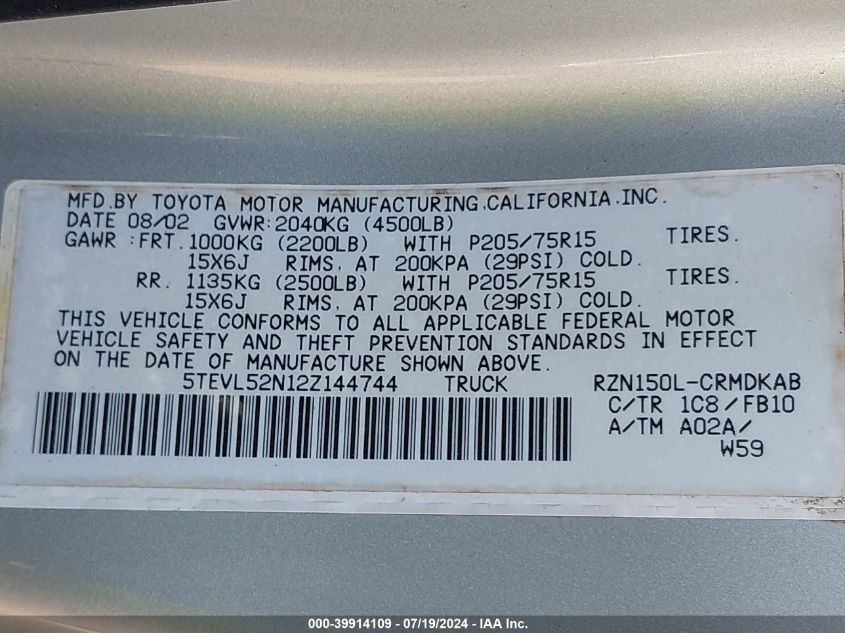 MFD.BY TOYOTA MOTOR MANUFACTURING,CALIFORNIA,INC.
DATE 08/02 GVWR:2040KG (4500LB)
GAWR :FRT.1000KG (2200LB) WITH P205/75R15 TIRES.
15X6J RIMS, AT 200KPA (29PSI) COLD.
RR. 1135KG (2500LB) WITH P205/75R15 TIRES.
15X6J RIMS, AT 200KPA (29PSI) COLD.
THIS VEHICLE CONFORMS TO ALL APPLICABLE FEDERAL MOTOR
VEHICLE SAFETY AND THEFT PREVENTION STANDARDS IN EFFECT
ON THE DATE OF MANUFACTURE SHOWN ABOVE.
5TEVL52N12Z144744 TRUCK RZN150L-CRMDKAB
C/TR 1C8/FB10
A/TM A02A/
W59
000-39914109 - 07/19/2024 - IAA Inc.